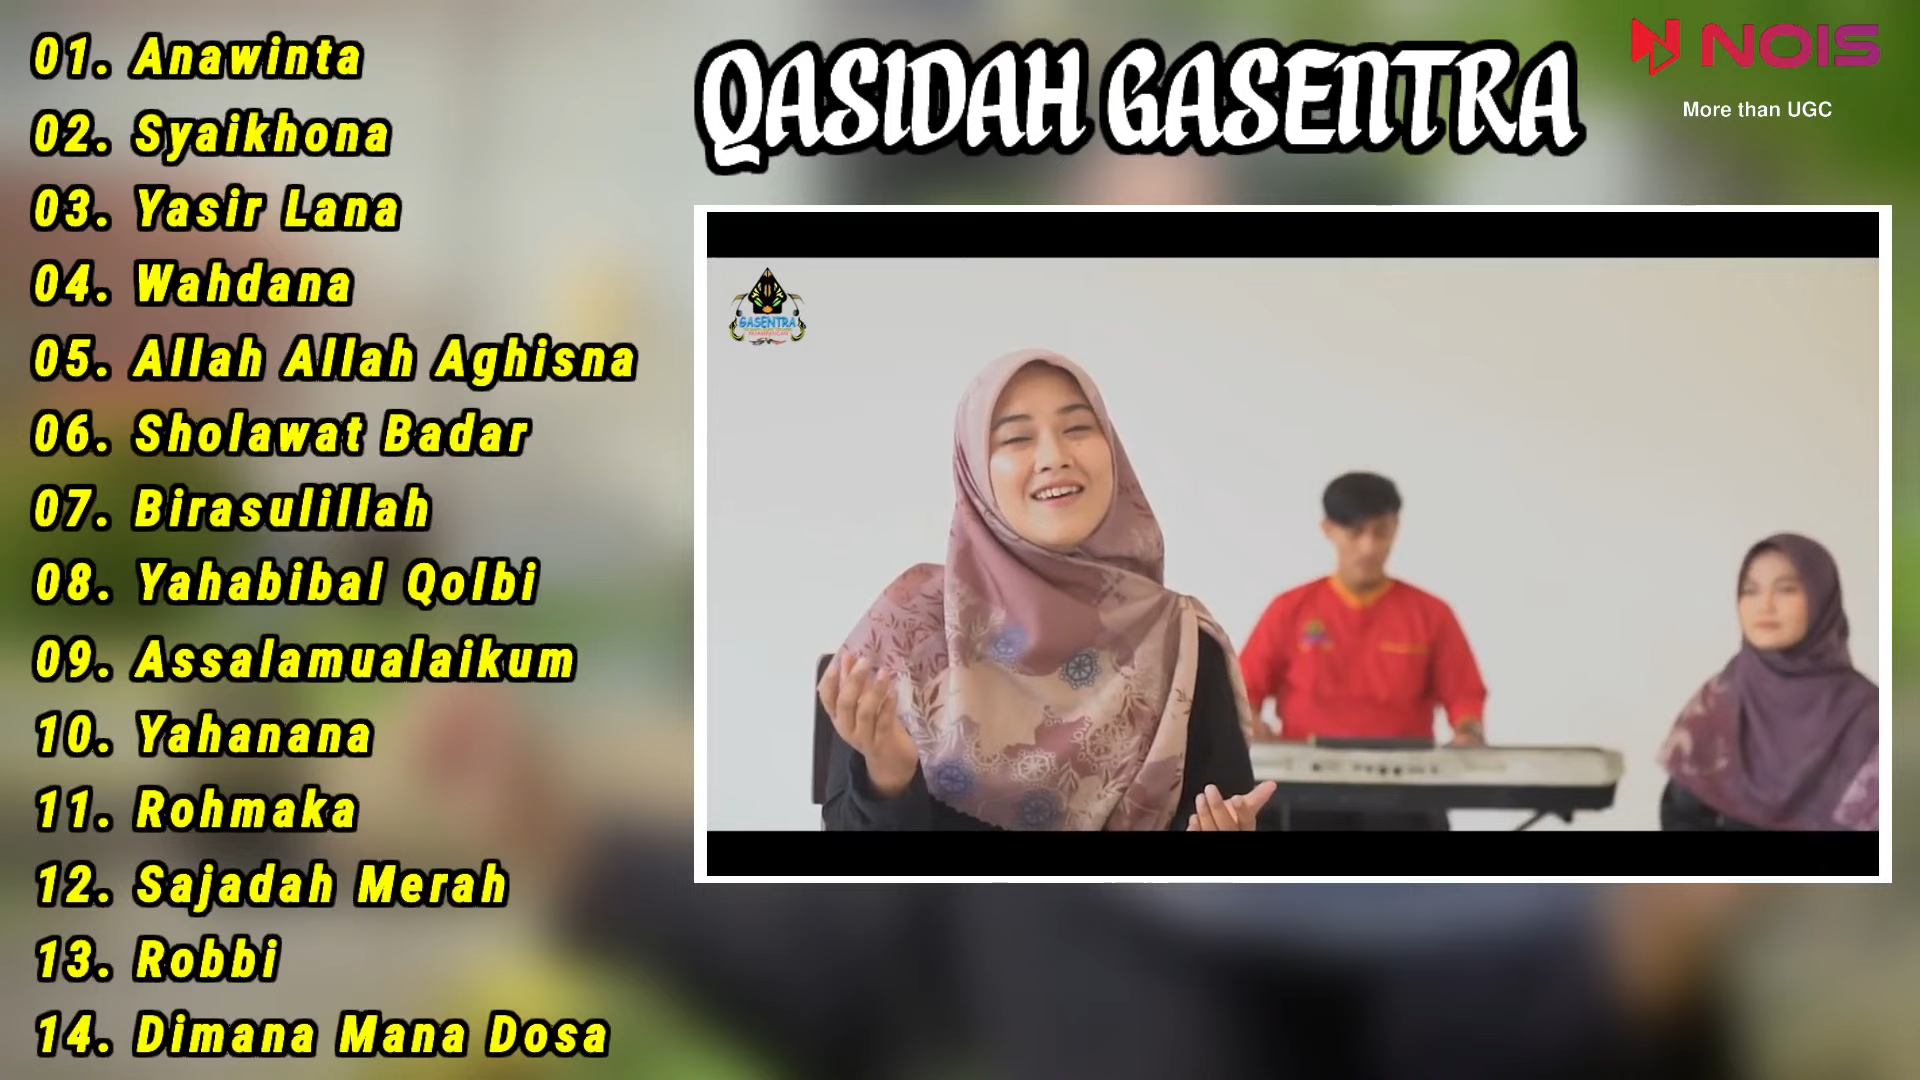 01. Anawinta
02. Syaikhona
03. Yasir Lana
04. Wahdana
05. Allah Allah Aghisna
06. Sholawat Badar
07. Birasulillah
08. Yahabibal Qolbi
09. Assalamualaikum
10. Yahanana
11. Rohmaka
12. Sajadah Merah
13. Robbi
14. Dimana Mana Dosa
QASIDAH GASENTRA
NOIS
More than UGC
GASENTRA